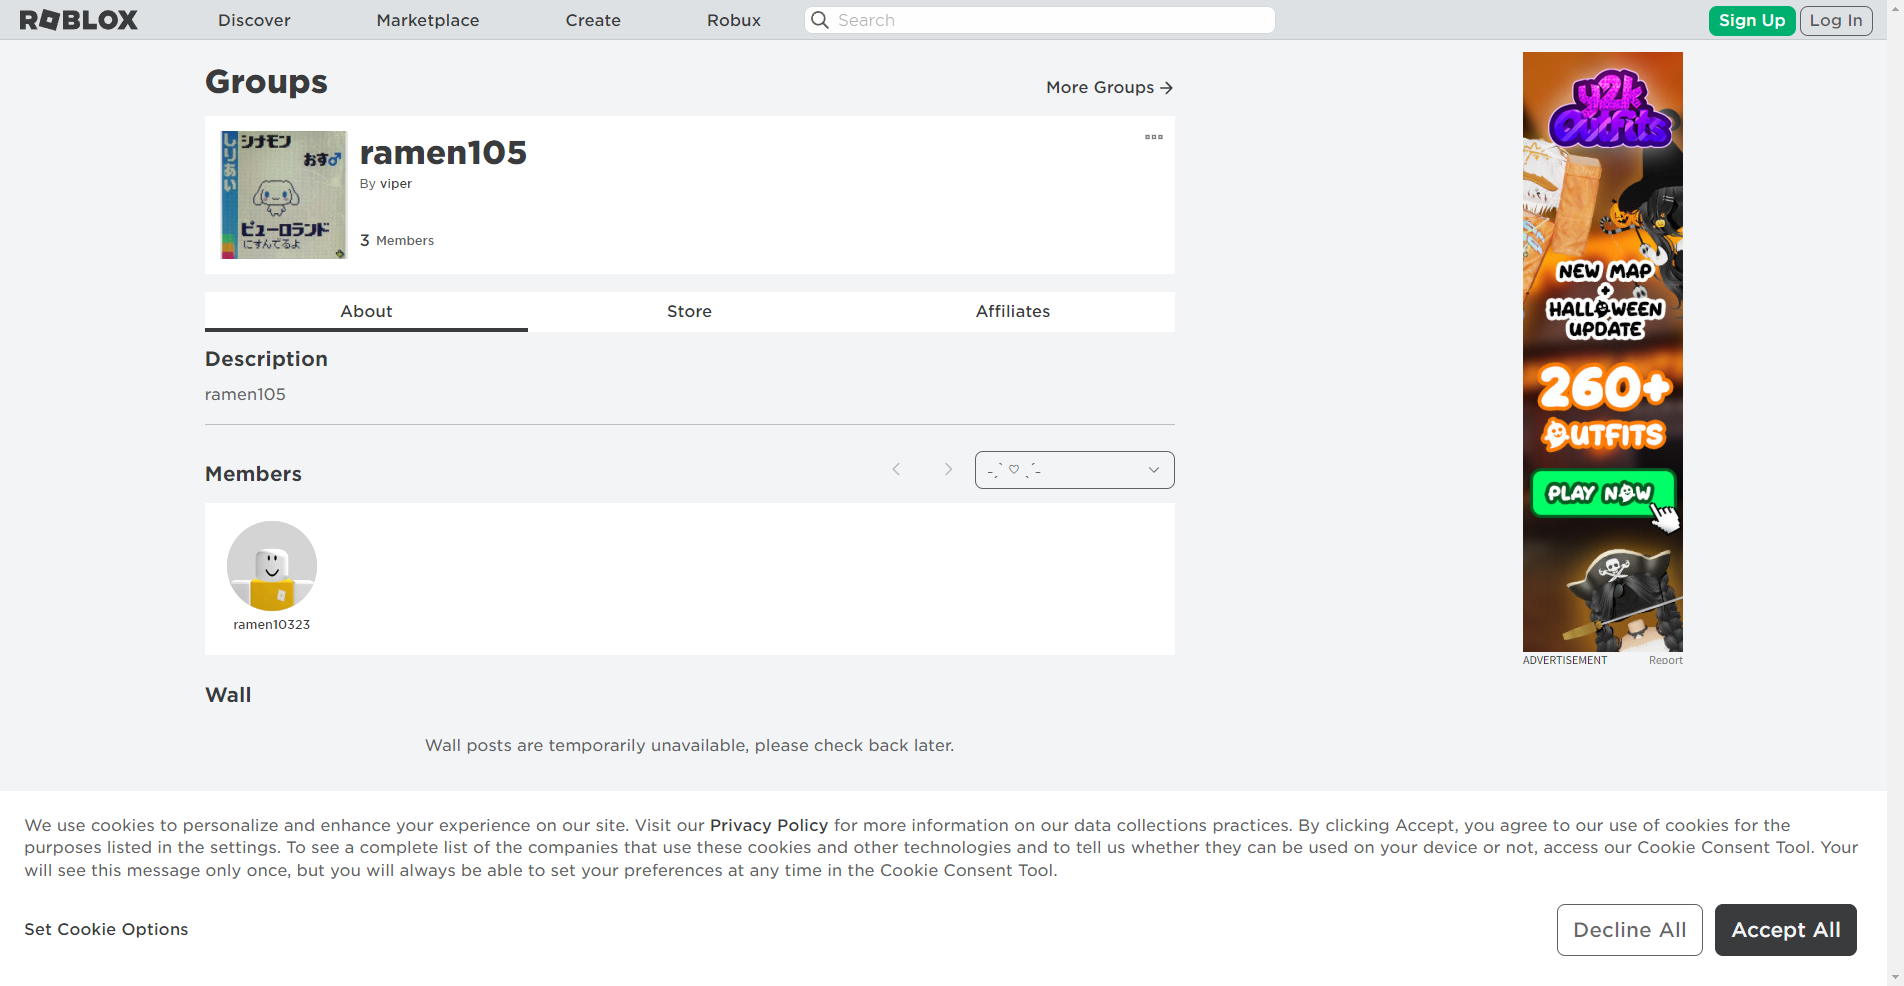 ROBLOX
Discover
Marketplace
Create
Robux
Search
Sign Up
Log In
Groups
More Groups →
しりあい
シナモン
おす♂
ピューロランド
にすんでるよ
ramen105
By viper
3 Members
About
Store
Affiliates
Description
ramen105
Members
-ˏˋ ♡ ˎˊ-
ramen10323
Wall
Wall posts are temporarily unavailable, please check back later.
y2k
Outfits
NEW MAP
+
HALLOWEEN
UPDATE
260+
OUTFITS
PLAY NOW
ADVERTISEMENT
Report
We use cookies to personalize and enhance your experience on our site. Visit our Privacy Policy for more information on our data collections practices. By clicking Accept, you agree to our use of cookies for the
purposes listed in the settings. To see a complete list of the companies that use these cookies and other technologies and to tell us whether they can be used on your device or not, access our Cookie Consent Tool. Your
will see this message only once, but you will always be able to set your preferences at any time in the Cookie Consent Tool.
Set Cookie Options
Decline All
Accept All